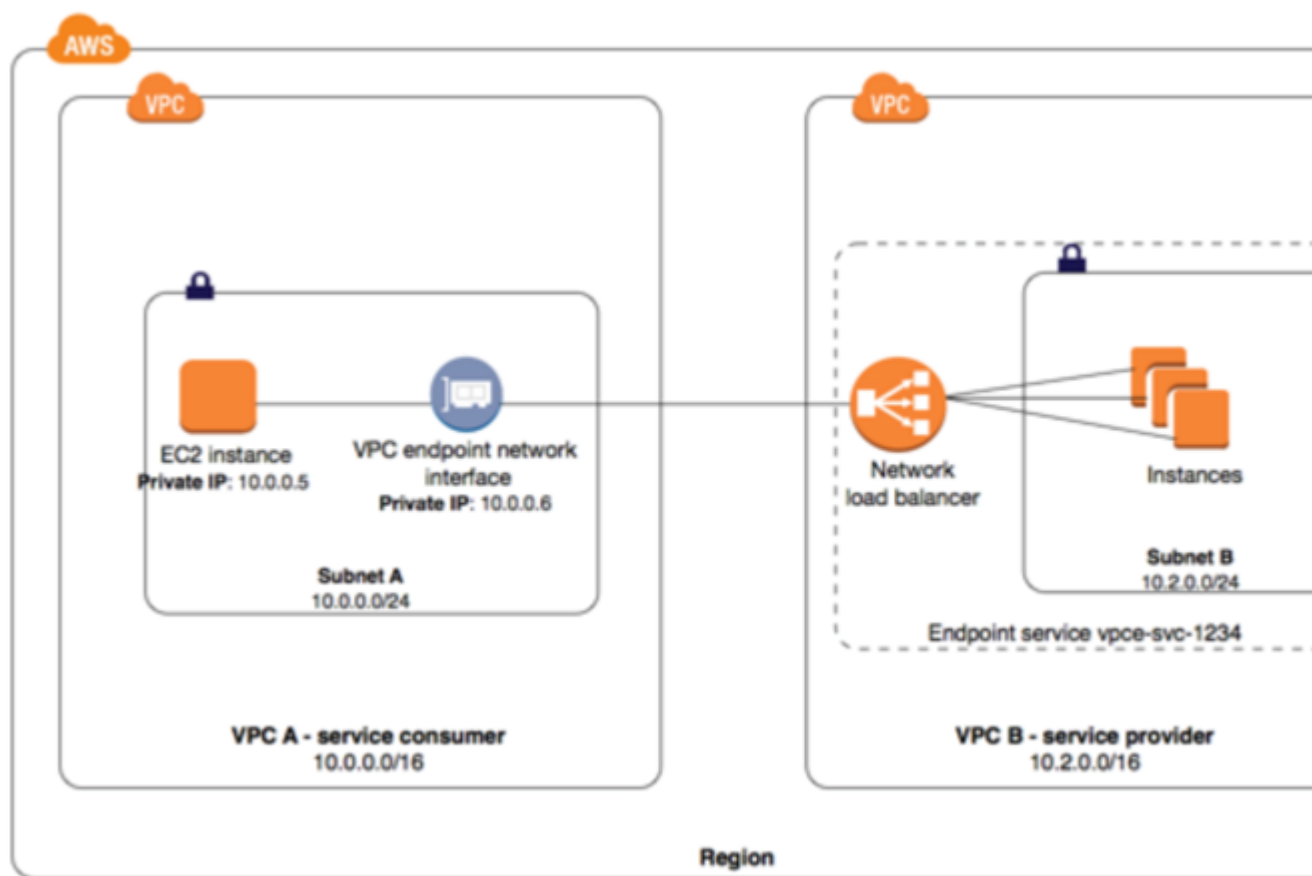 AWS
VPC
VPC
EC2 instance
Private IP: 10.0.0.5
VPC endpoint network
interface
Private IP: 10.0.0.6
Subnet A
10.0.0.0/24
VPC A - service consumer
10.0.0.0/16
Network
load balancer
Instances
Subnet B
10.2.0.0/24
Endpoint service vpce-svc-1234
VPC B - service provider
10.2.0.0/16
Region